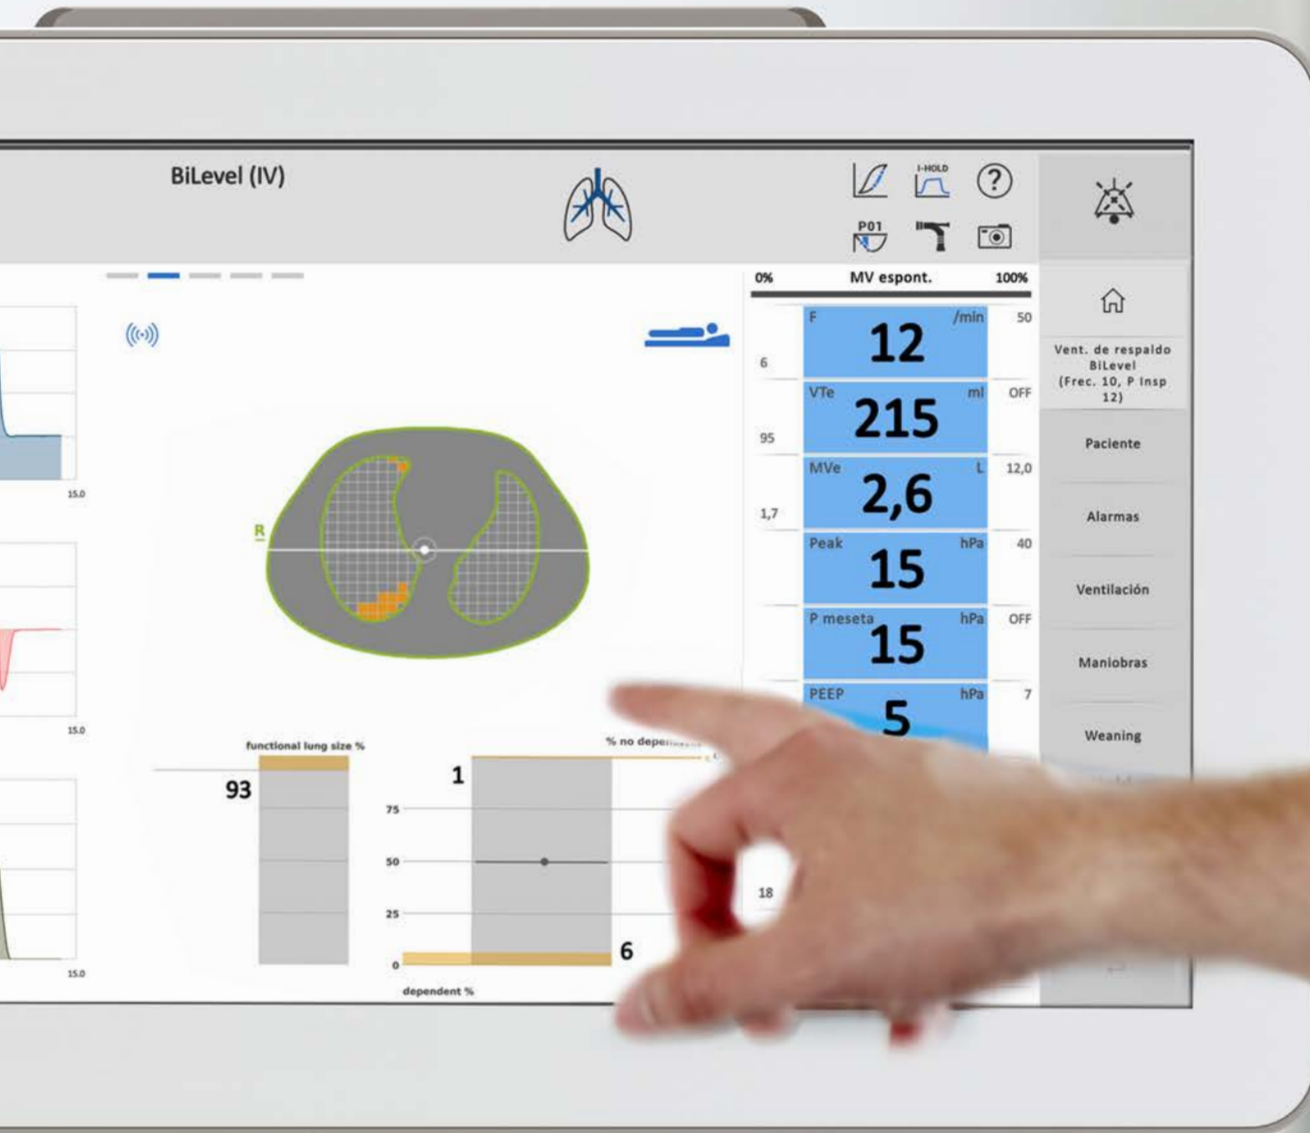 BiLevel (IV)
I-HOLD
?
P01
0% MV espont. 100%
F /min 50
12
6
VTe ml OFF
215
95
MVe L 12,0
2,6
1,7
Peak hPa 40
15
P meseta hPa OFF
15
PEEP hPa 7
5
18
Vent. de respaldo
BiLevel
(Frec. 10, P Insp
12)
Paciente
Alarmas
Ventilación
Maniobras
Weaning
15.0
15.0
15.0
R
functional lung size %
93
% no
1
75
50
25
0
6
dependent %